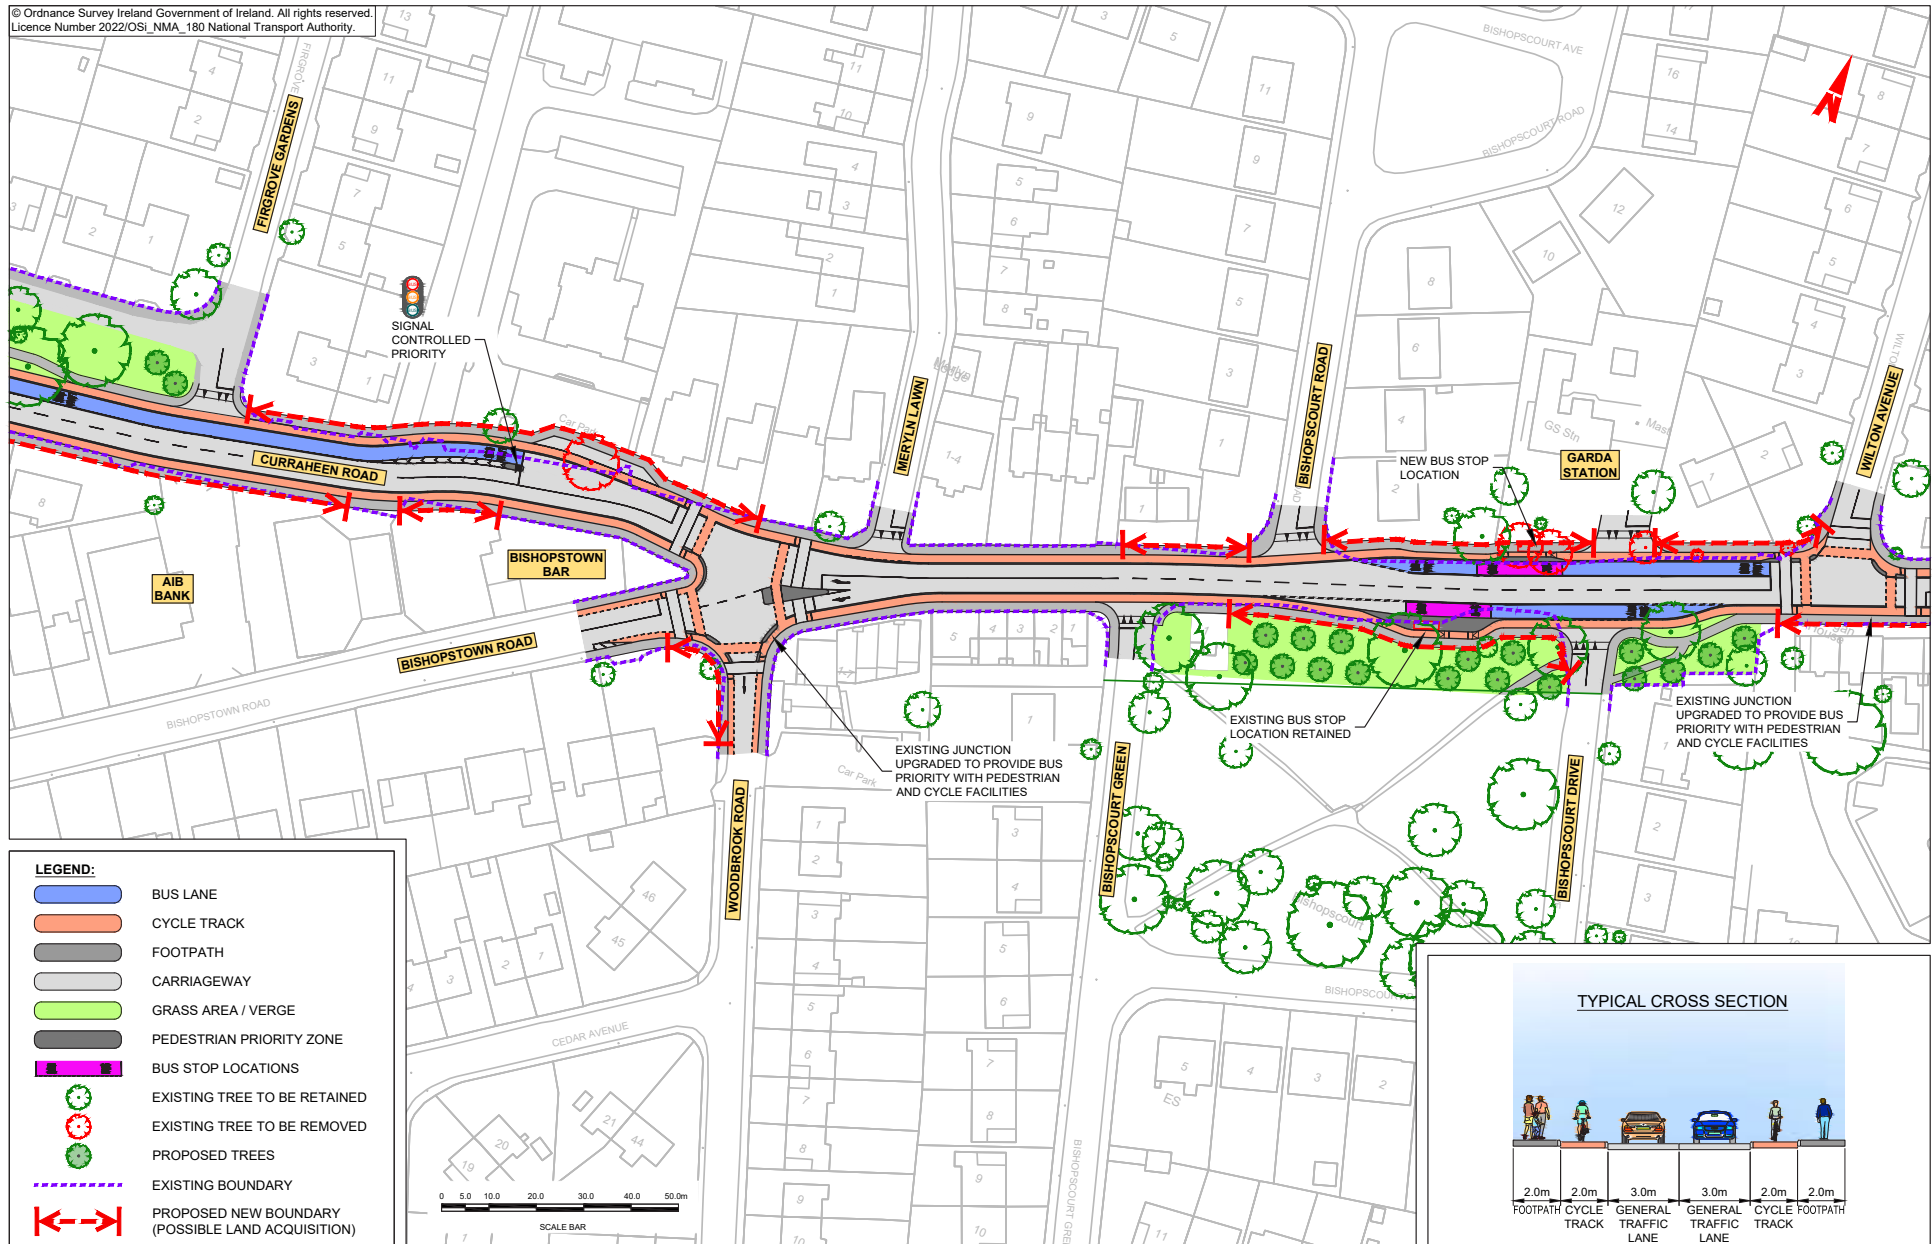 © Ordnance Survey Ireland Government of Ireland. All rights reserved.
Licence Number 2022/OSi_NMA_180 National Transport Authority.
FIRGROVE GARDENS
SIGNAL
CONTROLLED
PRIORITY
CURRAHEEN ROAD
AIB
BANK
BISHOPSTOWN
BAR
BISHOPSTOWN ROAD
BISHOPSTOWN ROAD
Car Park
MERYLN LAWN
BISHOPSCOURT AVE
BISHOPSCOURT ROAD
BISHOPSCOURT ROAD
NEW BUS STOP
LOCATION
GS Stn
Mast
GARDA
STATION
WILTON AVENUE
N
EXISTING JUNCTION
UPGRADED TO PROVIDE BUS
PRIORITY WITH PEDESTRIAN
AND CYCLE FACILITIES
EXISTING BUS STOP
LOCATION RETAINED
EXISTING JUNCTION
UPGRADED TO PROVIDE BUS
PRIORITY WITH PEDESTRIAN
AND CYCLE FACILITIES
Car Park
WOODBROOK ROAD
BISHOPSCOURT GREEN
BISHOPSCOURT DRIVE
Bishopscourt
CEDAR AVENUE
ES
LEGEND:
BUS LANE
CYCLE TRACK
FOOTPATH
CARRIAGEWAY
GRASS AREA / VERGE
PEDESTRIAN PRIORITY ZONE
BUS STOP LOCATIONS
EXISTING TREE TO BE RETAINED
EXISTING TREE TO BE REMOVED
PROPOSED TREES
EXISTING BOUNDARY
PROPOSED NEW BOUNDARY
(POSSIBLE LAND ACQUISITION)
0 5.0 10.0 20.0 30.0 40.0 50.0m
SCALE BAR
TYPICAL CROSS SECTION
2.0m 2.0m 3.0m 3.0m 2.0m 2.0m
FOOTPATH CYCLE GENERAL GENERAL CYCLE FOOTPATH
TRACK TRAFFIC TRAFFIC TRACK
LANE LANE